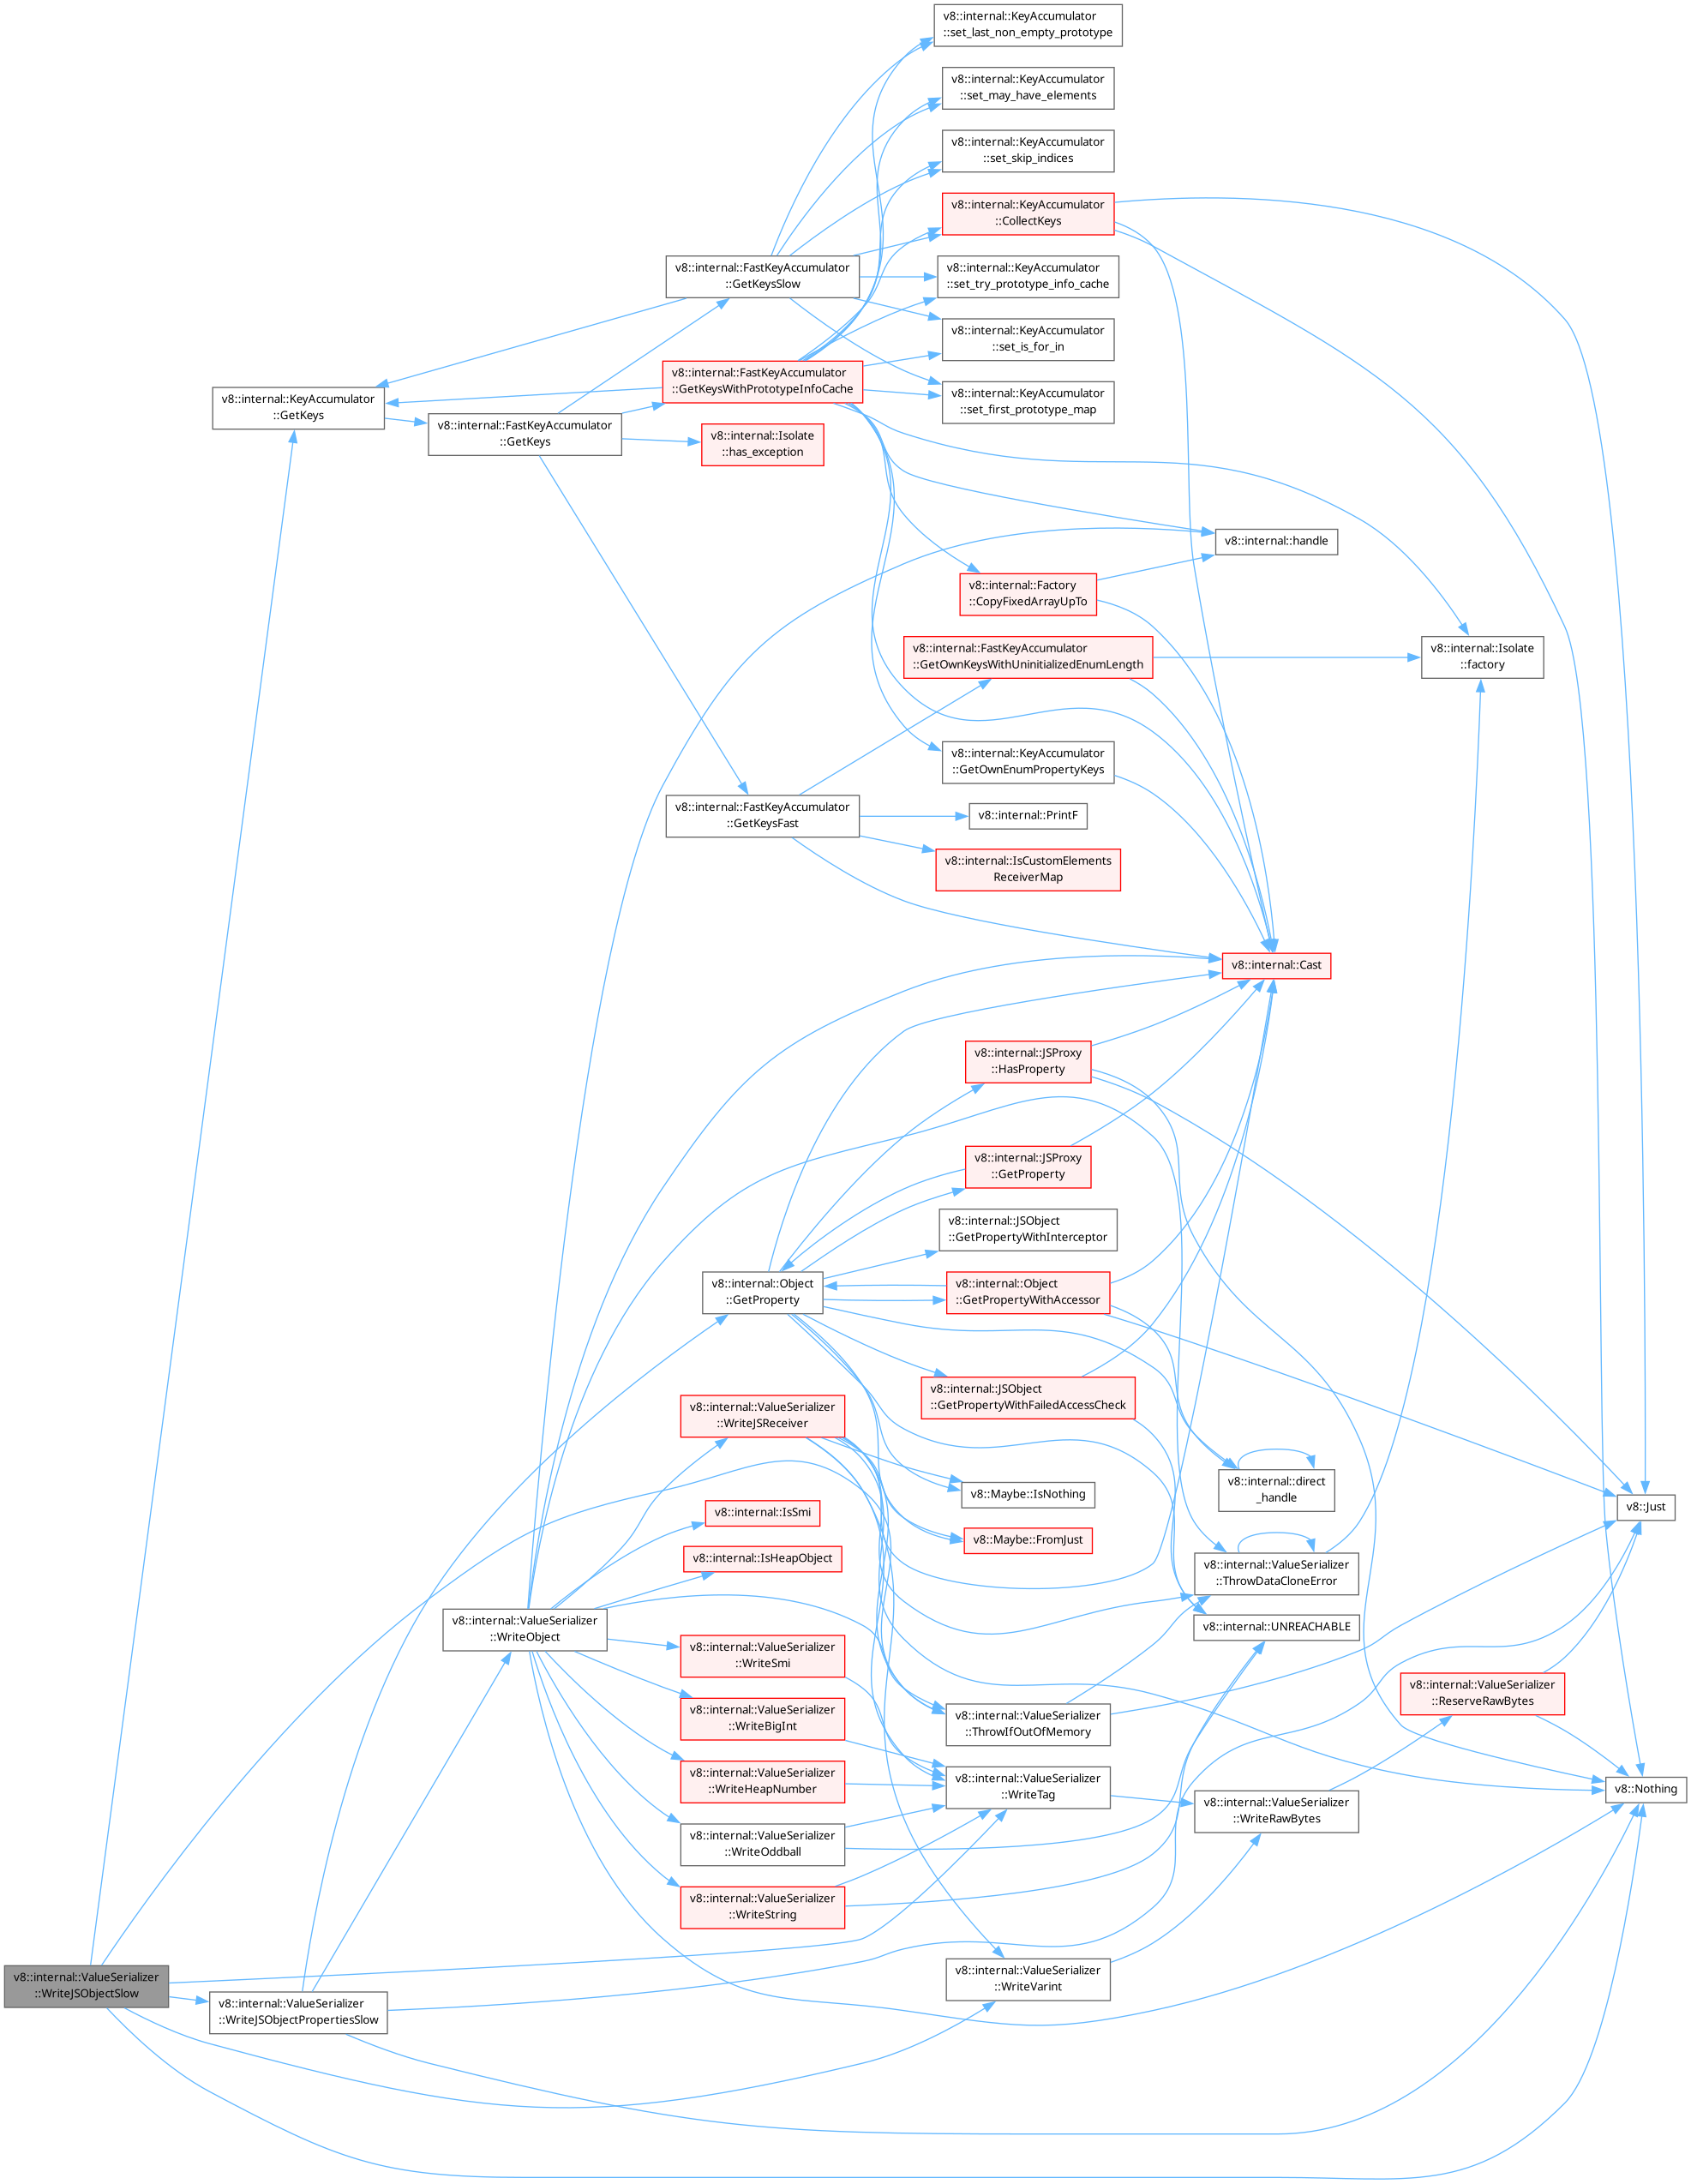 v8::internal::KeyAccumulator
::set_last_non_empty_prototype
v8::internal::KeyAccumulator
::set_may_have_elements
v8::internal::KeyAccumulator
::set_skip_indices
v8::internal::KeyAccumulator
::CollectKeys
v8::internal::FastKeyAccumulator
::GetKeysSlow
v8::internal::KeyAccumulator
::set_try_prototype_info_cache
v8::internal::KeyAccumulator
::set_is_for_in
v8::internal::FastKeyAccumulator
::GetKeysWithPrototypeInfoCache
v8::internal::KeyAccumulator
::set_first_prototype_map
v8::internal::KeyAccumulator
::GetKeys
v8::internal::FastKeyAccumulator
::GetKeys
v8::internal::Isolate
::has_exception
v8::internal::handle
v8::internal::Factory
::CopyFixedArrayUpTo
v8::internal::FastKeyAccumulator
::GetOwnKeysWithUninitializedEnumLength
v8::internal::Isolate
::factory
v8::internal::KeyAccumulator
::GetOwnEnumPropertyKeys
v8::internal::FastKeyAccumulator
::GetKeysFast
v8::internal::PrintF
v8::internal::IsCustomElements
ReceiverMap
v8::internal::Cast
v8::internal::JSProxy
::HasProperty
v8::internal::JSProxy
::GetProperty
v8::internal::JSObject
::GetPropertyWithInterceptor
v8::internal::Object
::GetProperty
v8::internal::Object
::GetPropertyWithAccessor
v8::internal::JSObject
::GetPropertyWithFailedAccessCheck
v8::internal::ValueSerializer
::WriteJSReceiver
v8::internal::direct
_handle
v8::Maybe::IsNothing
v8::Just
v8::internal::IsSmi
v8::Maybe::FromJust
v8::internal::IsHeapObject
v8::internal::ValueSerializer
::ThrowDataCloneError
v8::internal::ValueSerializer
::WriteObject
v8::internal::UNREACHABLE
v8::internal::ValueSerializer
::WriteSmi
v8::internal::ValueSerializer
::ReserveRawBytes
v8::internal::ValueSerializer
::WriteBigInt
v8::internal::ValueSerializer
::ThrowIfOutOfMemory
v8::internal::ValueSerializer
::WriteHeapNumber
v8::internal::ValueSerializer
::WriteTag
v8::Nothing
v8::internal::ValueSerializer
::WriteRawBytes
v8::internal::ValueSerializer
::WriteOddball
v8::internal::ValueSerializer
::WriteString
v8::internal::ValueSerializer
::WriteVarint
v8::internal::ValueSerializer
::WriteJSObjectSlow
v8::internal::ValueSerializer
::WriteJSObjectPropertiesSlow